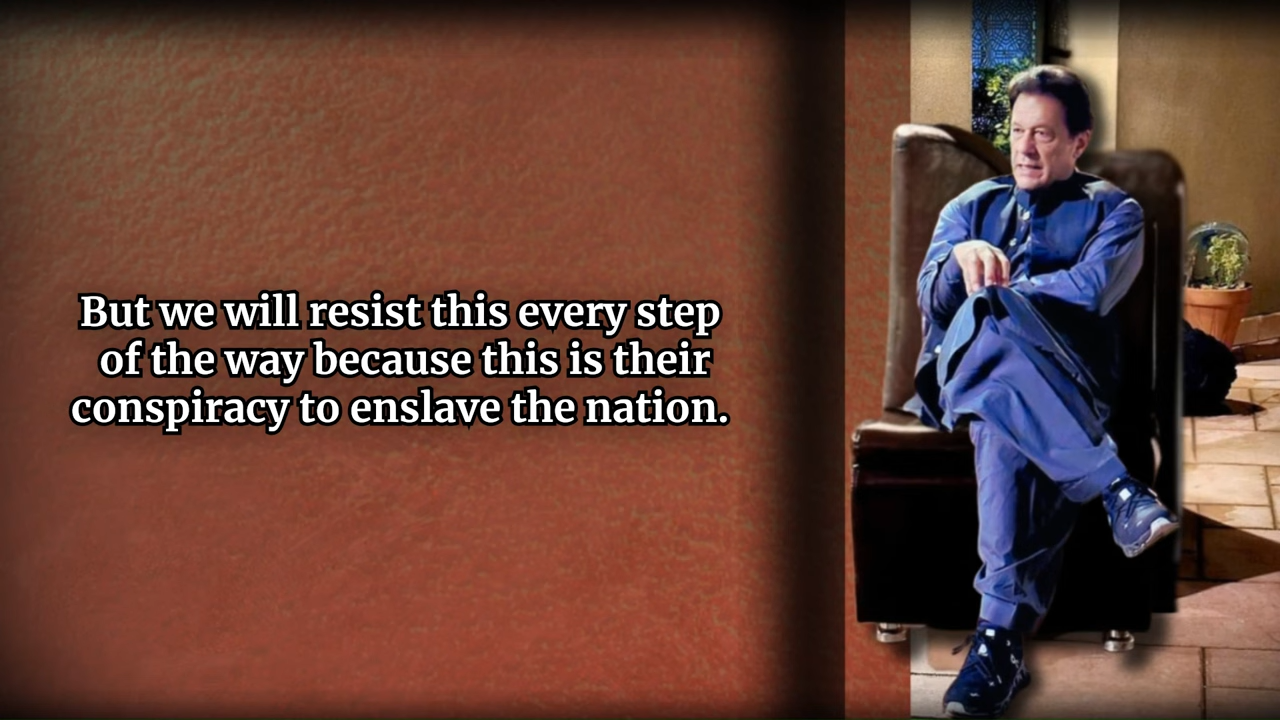 But we will resist this every step
of the way because this is their
conspiracy to enslave the nation.